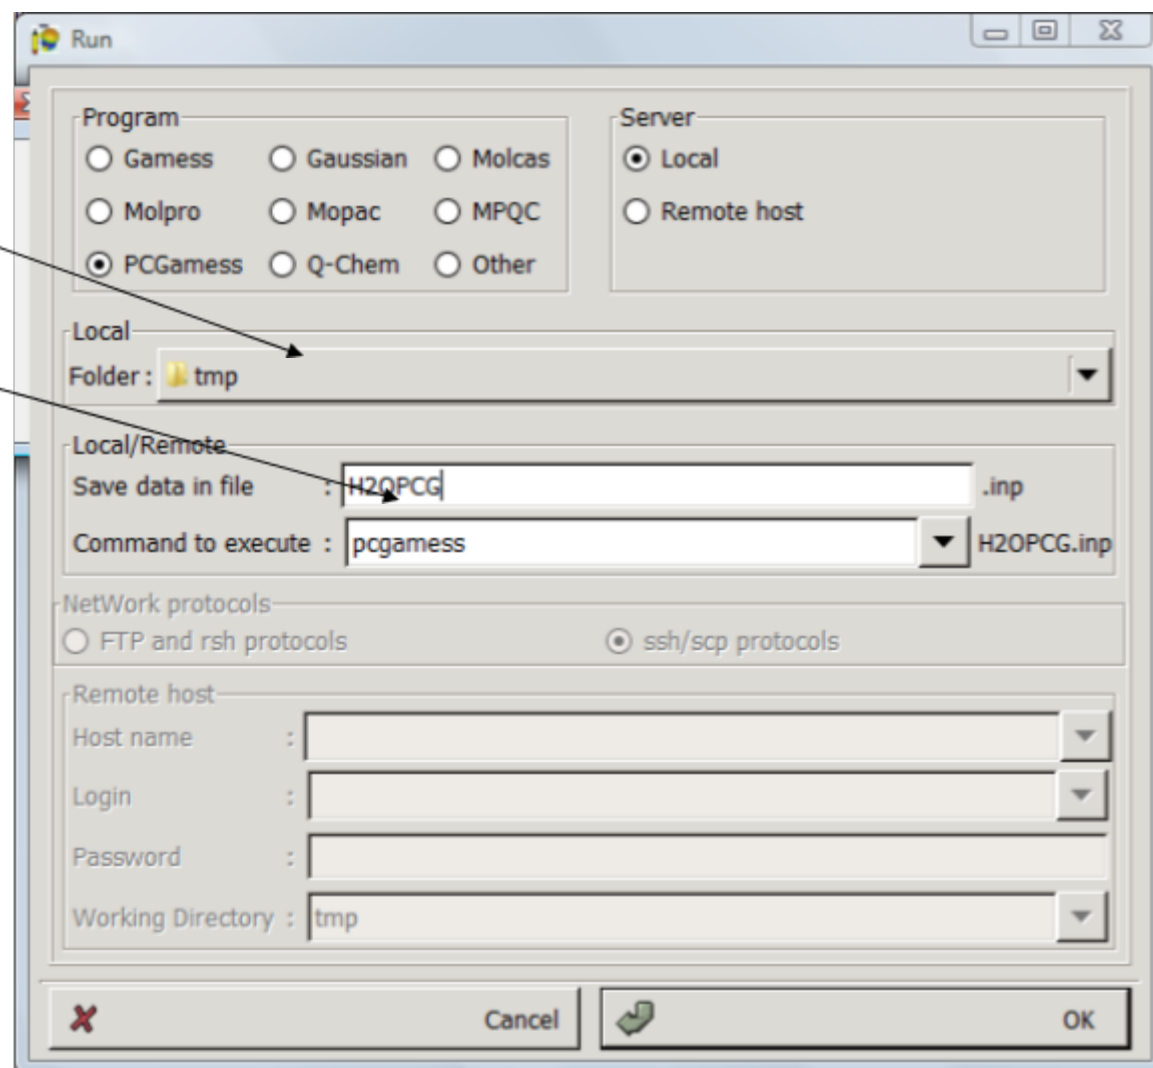 Run
Program
Gamess Gaussian Molcas
Molpro Mopac MPQC
PCGamess Q-Chem Other
Server
Local
Remote host
Local
Folder : tmp
Local/Remote
Save data in file : H2OPCG .inp
Command to execute : pcgamess H2OPCG.inp
NetWork protocols
FTP and rsh protocols ssh/scp protocols
Remote host
Host name :
Login :
Password :
Working Directory : tmp
Cancel OK